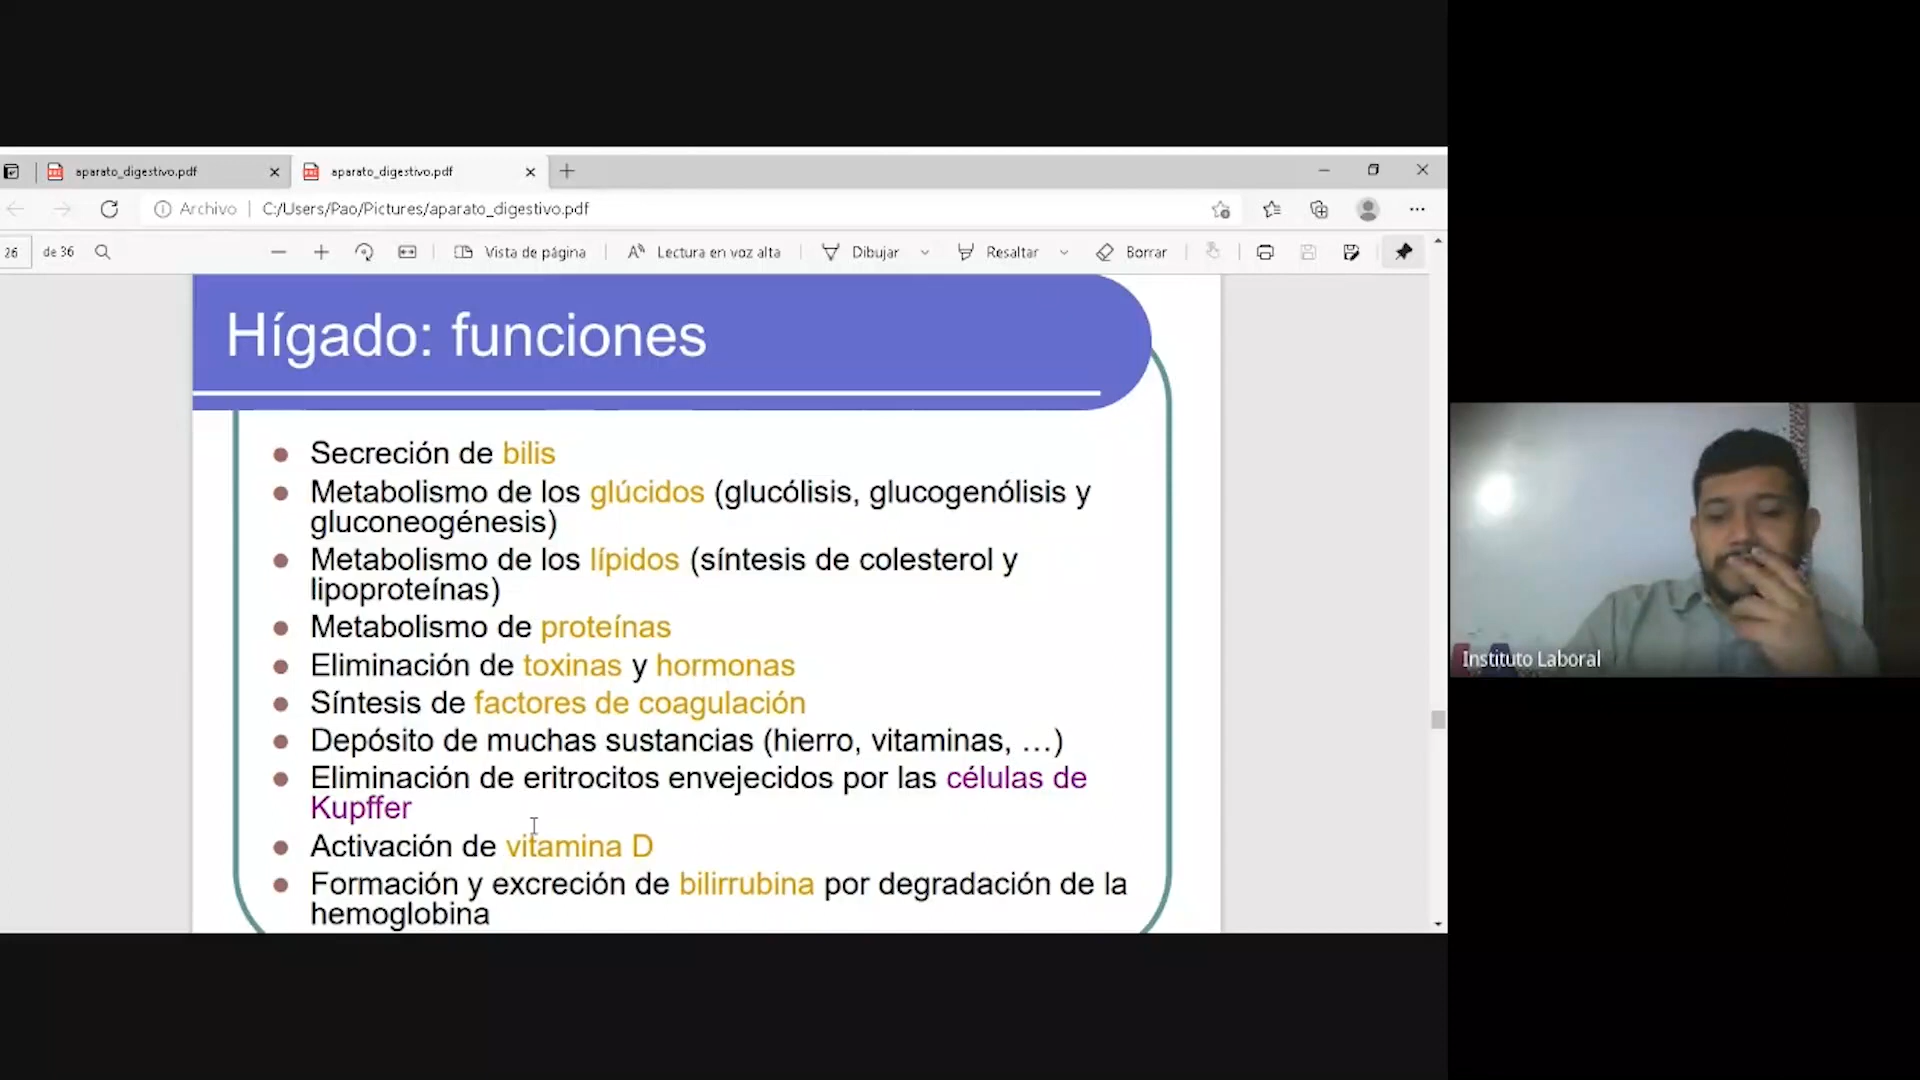 aparato_digestivo.pdf
aparato_digestivo.pdf
Archivo
C:/Users/Pao/Pictures/aparato_digestivo.pdf
26 de 36
Vista de página
Lectura en voz alta
Dibujar
Resaltar
Borrar
Hígado: funciones
Secreción de bilis
Metabolismo de los glúcidos (glucólisis, glucogenólisis y
gluconeogénesis)
Metabolismo de los lípidos (síntesis de colesterol y
lipoproteínas)
Metabolismo de proteínas
Eliminación de toxinas y hormonas
Síntesis de factores de coagulación
Depósito de muchas sustancias (hierro, vitaminas, …)
Eliminación de eritrocitos envejecidos por las células de
Kupffer
Activación de vitamina D
Formación y excreción de bilirrubina por degradación de la
hemoglobina
Instituto Laboral